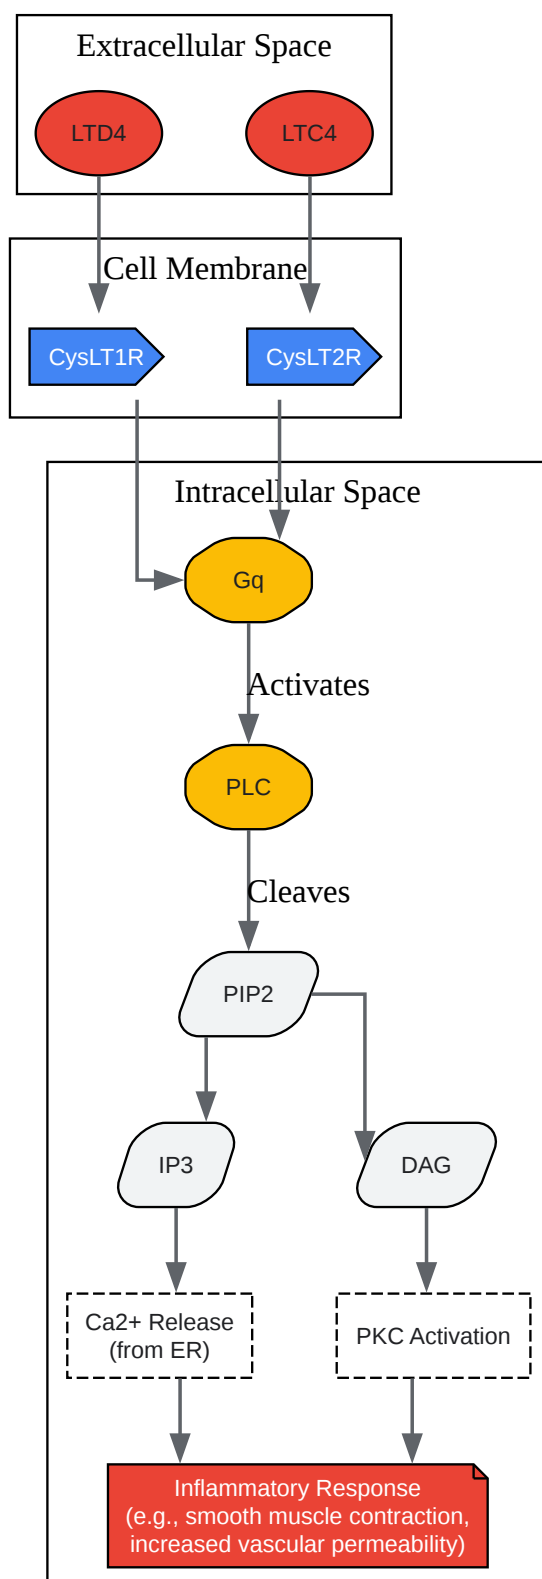 Extracellular Space
LTD4
LTC4
Cell Membrane
CysLT1R
CysLT2R
Intracellular Space
Gq
Activates
PLC
Cleaves
PIP2
IP3
DAG
Ca2+ Release
(from ER)
PKC Activation
Inflammatory Response
(e.g., smooth muscle contraction,
increased vascular permeability)